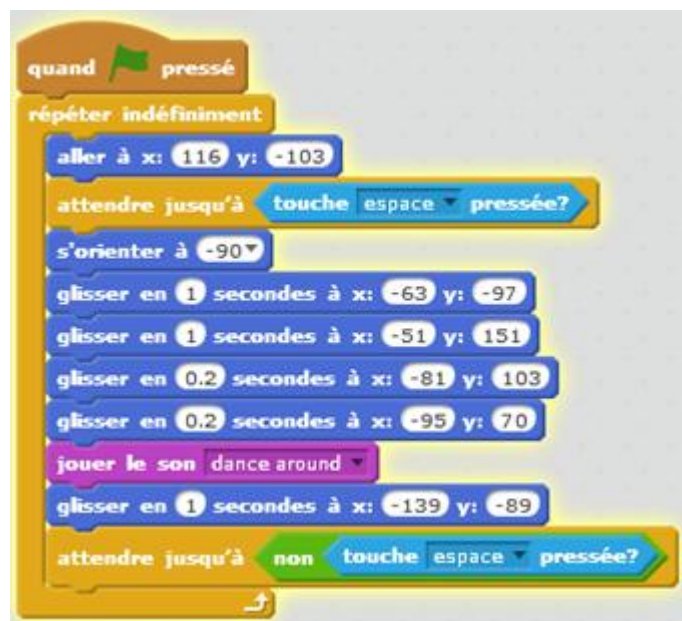 quand pressé
répéter indéfiniment
aller à x: 116 y: -103
attendre jusqu'à touche espace pressée?
s'orienter à -90
glisser en 1 secondes à x: -63 y: -97
glisser en 1 secondes à x: -51 y: 151
glisser en 0.2 secondes à x: -81 y: 103
glisser en 0.2 secondes à x: -95 y: 70
jouer le son dance around
glisser en 1 secondes à x: -139 y: -89
attendre jusqu'à non touche espace pressée?